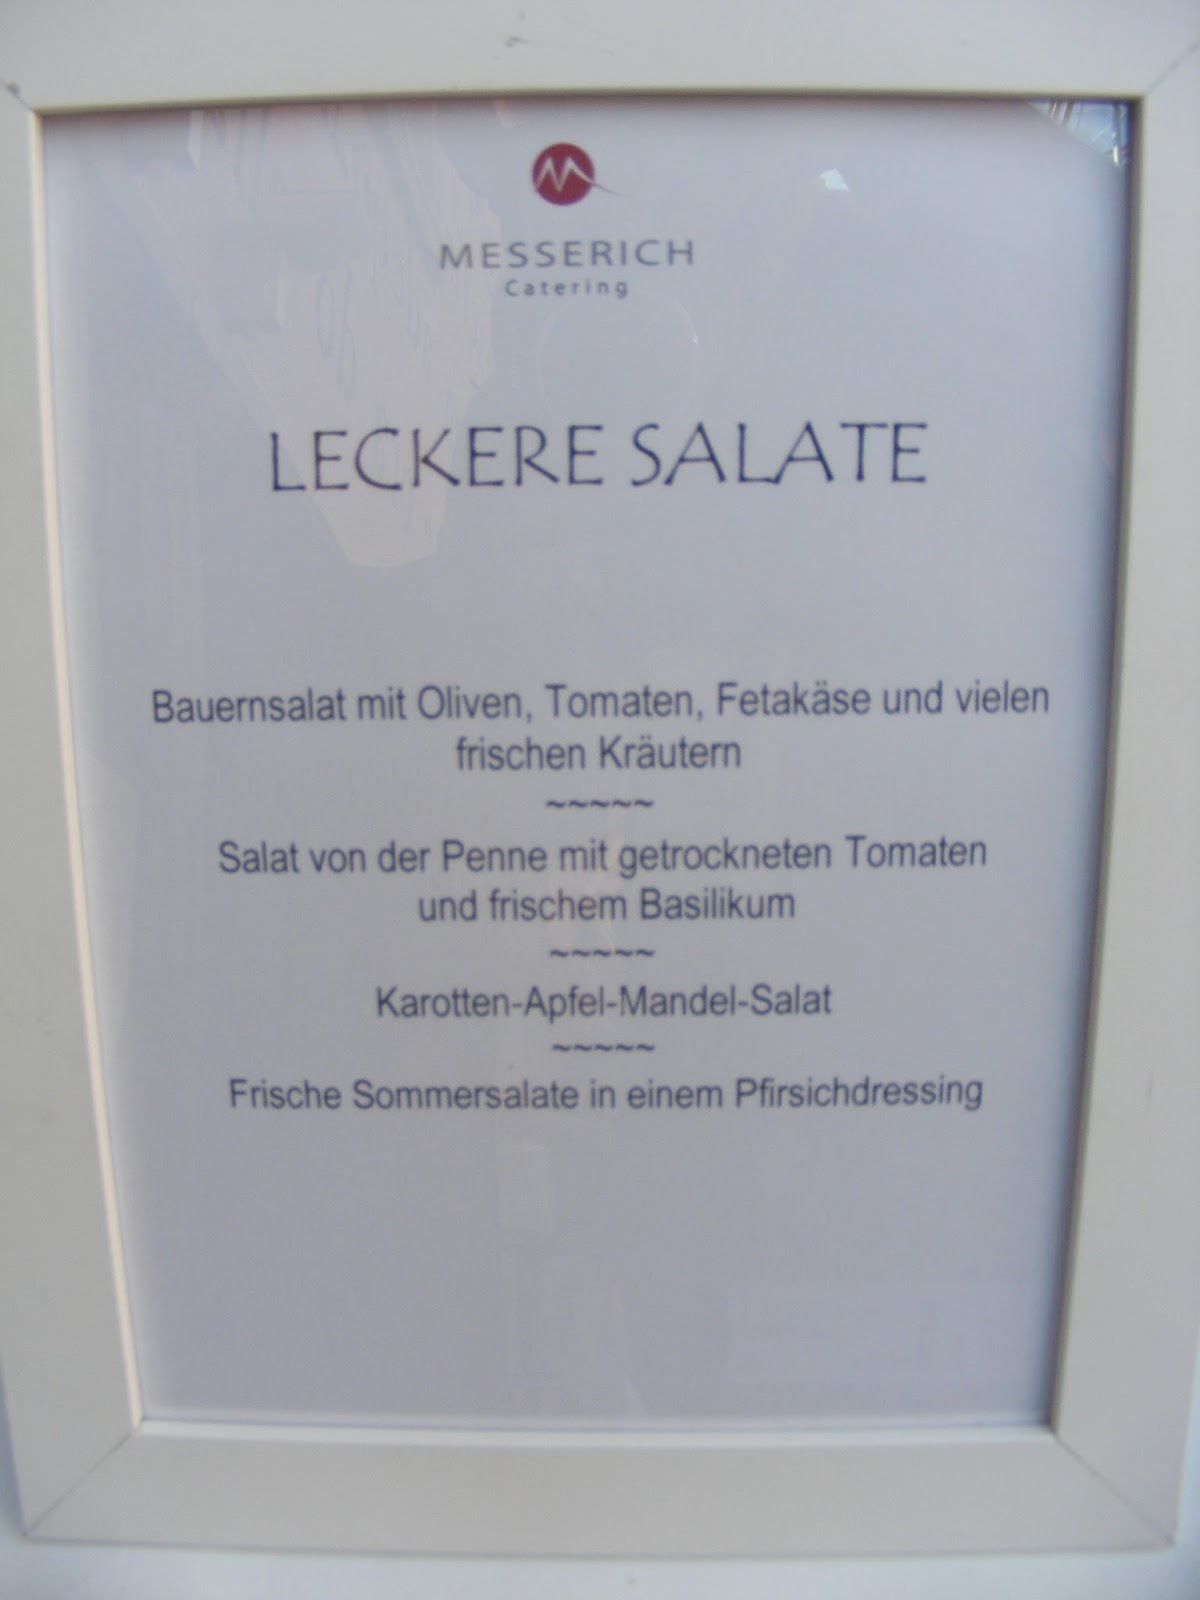 MESSERICH
Catering
LECKERE SALATE
Bauernsalat mit Oliven, Tomaten, Fetakäse und vielen
frischen Kräutern
~~~~~
Salat von der Penne mit getrockneten Tomaten
und frischem Basilikum
~~~~~
Karotten-Apfel-Mandel-Salat
~~~~~
Frische Sommersalate in einem Pfirsichdressing